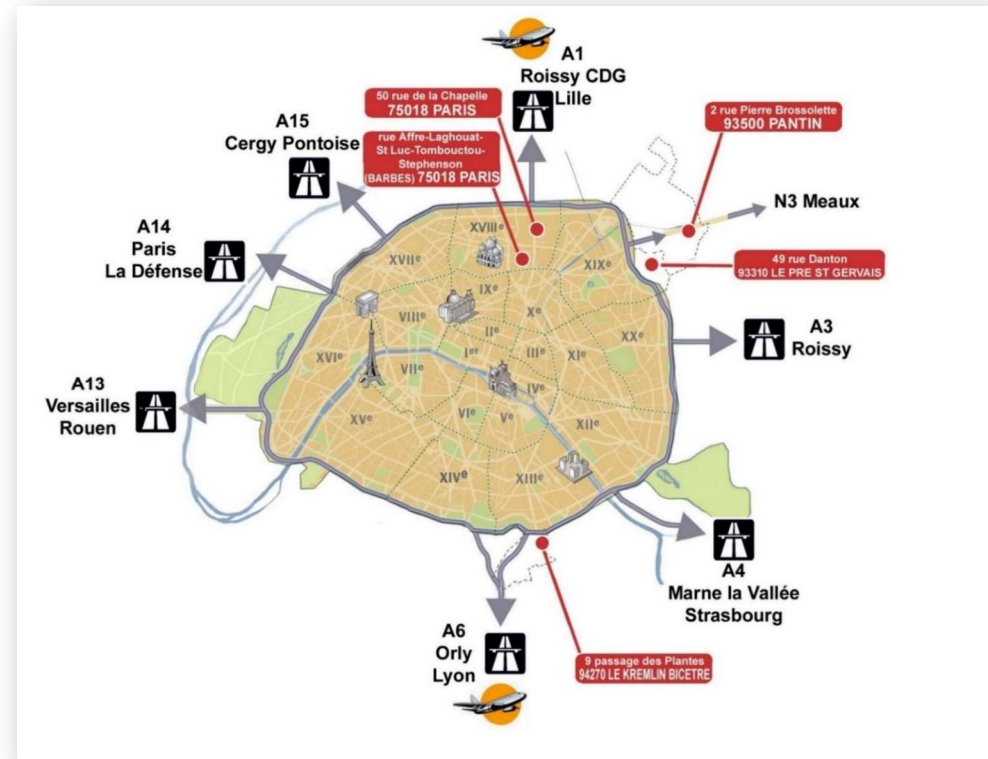 A1
Roissy CDG
Lille
50 rue de la Chapelle
75018 PARIS
2 rue Pierre Brossolette
93500 PANTIN
A15
Cergy Pontoise
rue Affre-Laghouat-
St Luc-Tombouctou-
Stephenson
(BARBES) 75018 PARIS
N3 Meaux
A14
Paris
La Défense
XVIIIe
XVIIe
XIXe
49 rue Danton
93310 LE PRE ST GERVAIS
IXe
Xe
VIIIe
IIe
XXe
A3
Roissy
XVIe
Ier
IIIe
XIe
VIIe
IVe
A13
Versailles
Rouen
XVe
VIe
Ve
XIIe
XIVe
XIIIe
A4
Marne la Vallée
Strasbourg
A6
Orly
Lyon
9 passage des Plantes
94270 LE KREMLIN BICETRE